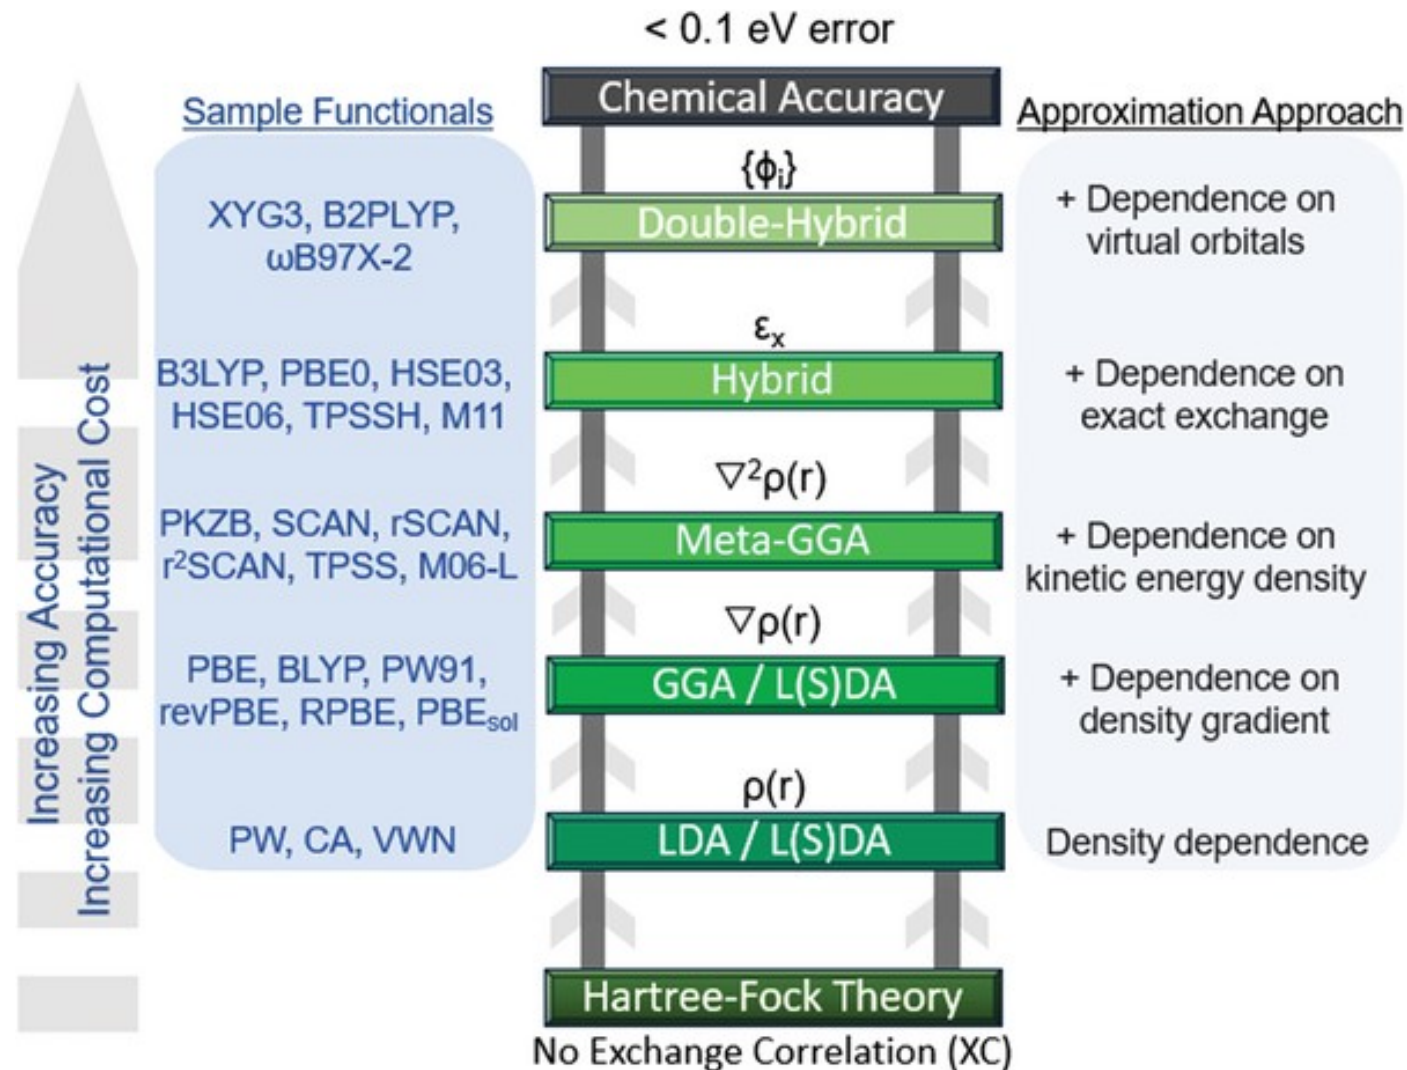 < 0.1 eV error
Chemical Accuracy
Sample Functionals
Approximation Approach
{ϕᵢ}
XYG3, B2PLYP,
ωB97X-2
Double-Hybrid
+ Dependence on
virtual orbitals
εₓ
B3LYP, PBE0, HSE03,
HSE06, TPSSH, M11
Hybrid
+ Dependence on
exact exchange
∇²ρ(r)
PKZB, SCAN, rSCAN,
r²SCAN, TPSS, M06-L
Meta-GGA
+ Dependence on
kinetic energy density
∇ρ(r)
PBE, BLYP, PW91,
revPBE, RPBE, PBEsol
GGA / L(S)DA
+ Dependence on
density gradient
ρ(r)
PW, CA, VWN
LDA / L(S)DA
Density dependence
Hartree-Fock Theory
No Exchange Correlation (XC)
Increasing Accuracy
Increasing Computational Cost